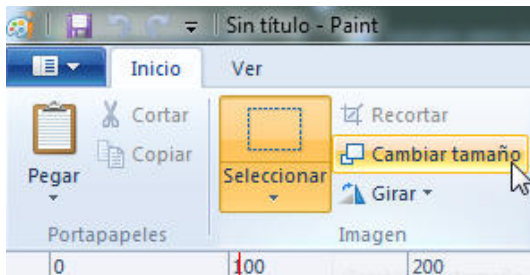 Sin título - Paint
Inicio Ver
Pegar
Cortar
Copiar
Portapapeles
Seleccionar
Recortar
Cambiar tamaño
Girar
Imagen
0 100 200